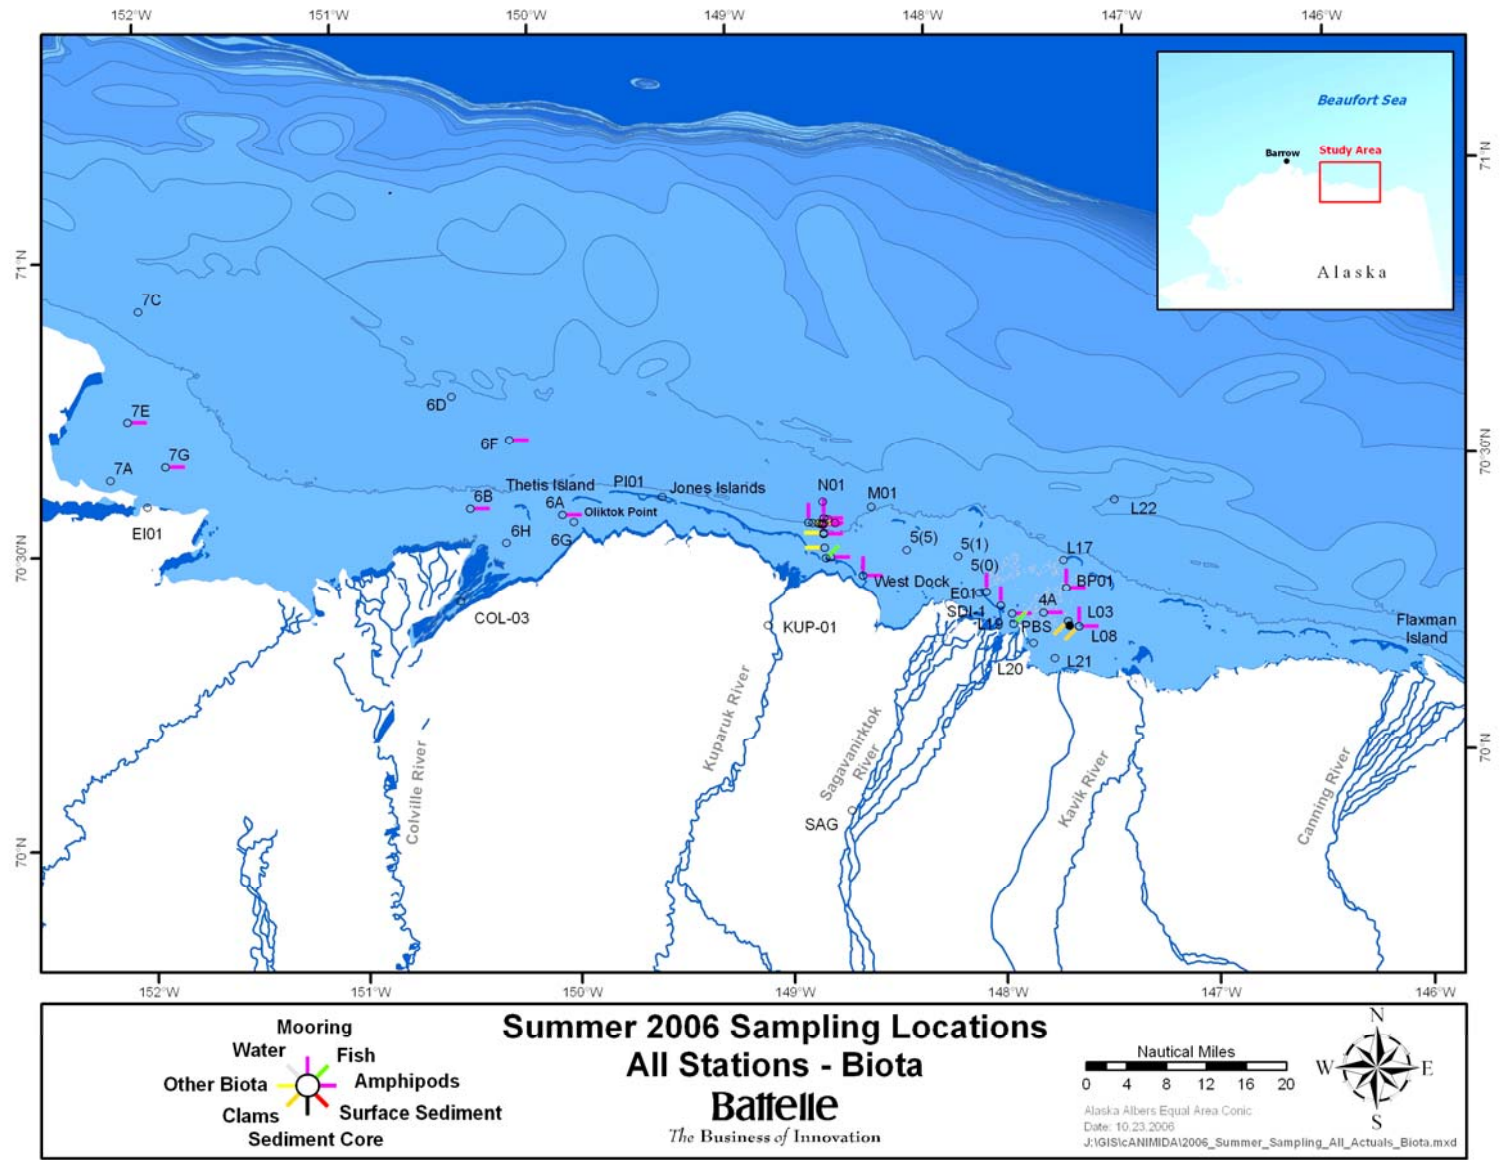 152°W 151°W 150°W 149°W 148°W 147°W 146°W
Beaufort Sea
Barrow
Study Area
71°N
Alaska
71°N
7C
6D
7E
6F
70°30'N
7G
7A
Thetis Island
PI01
Jones Islands
N01
M01
6B
6A
Oliktok Point
L22
EI01
6H
6G
5(5)
5(1)
L17
70°30'N
5(0)
West Dock
BP01
E01
4A
SDI-1
L03
COL-03
KUP-01
L19
PBS
L08
Flaxman
Island
L20
L21
Kuparuk River
Sagavanirktok
River
Colville River
Kavik River
Canning River
70°N
SAG
70°N
152°W 151°W 150°W 149°W 148°W 147°W 146°W
Mooring
Water
Fish
Other Biota
Amphipods
Clams
Surface Sediment
Sediment Core
Summer 2006 Sampling Locations
All Stations - Biota
Battelle
The Business of Innovation
Nautical Miles
0 4 8 12 16 20
Alaska Albers Equal Area Conic
Date: 10.23.2006
J:\GIS\cANIMIDA\2006_Summer_Sampling_All_Actuals_Biota.mxd
N
W
E
S